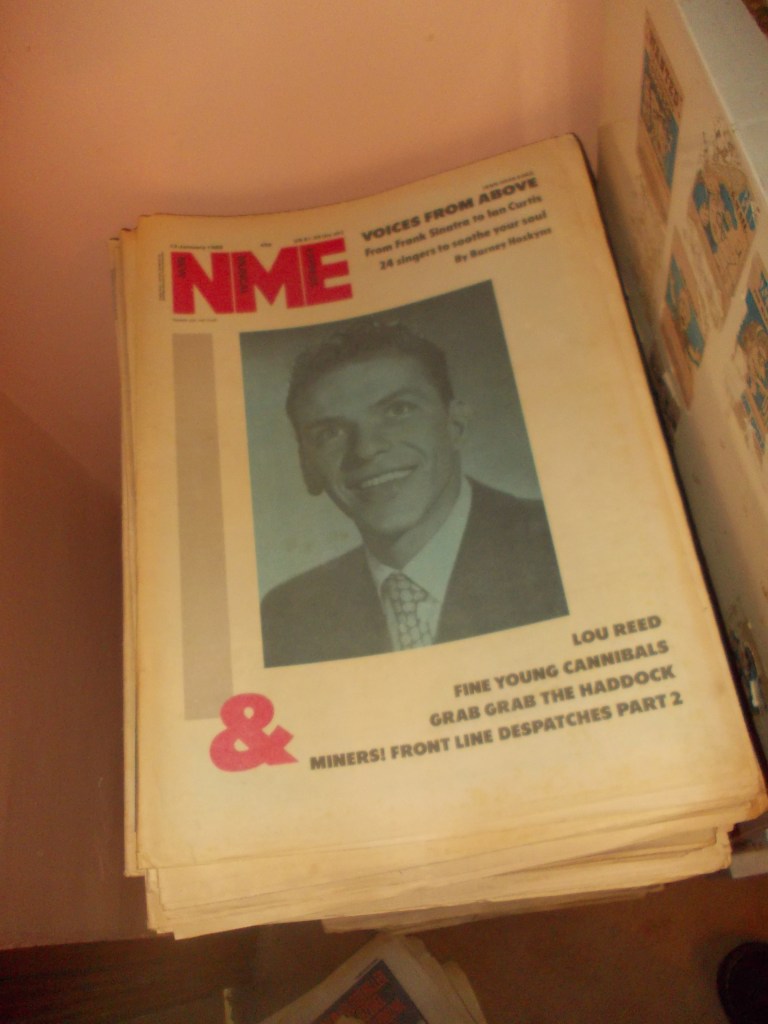 VOICES FROM ABOVE
From Frank Sinatra to Ian Curtis
24 singers to soothe your soul
By Barney Hoskyns
NME
LOU REED
FINE YOUNG CANNIBALS
GRAB GRAB THE HADDOCK
& MINERS! FRONT LINE DESPATCHES PART 2